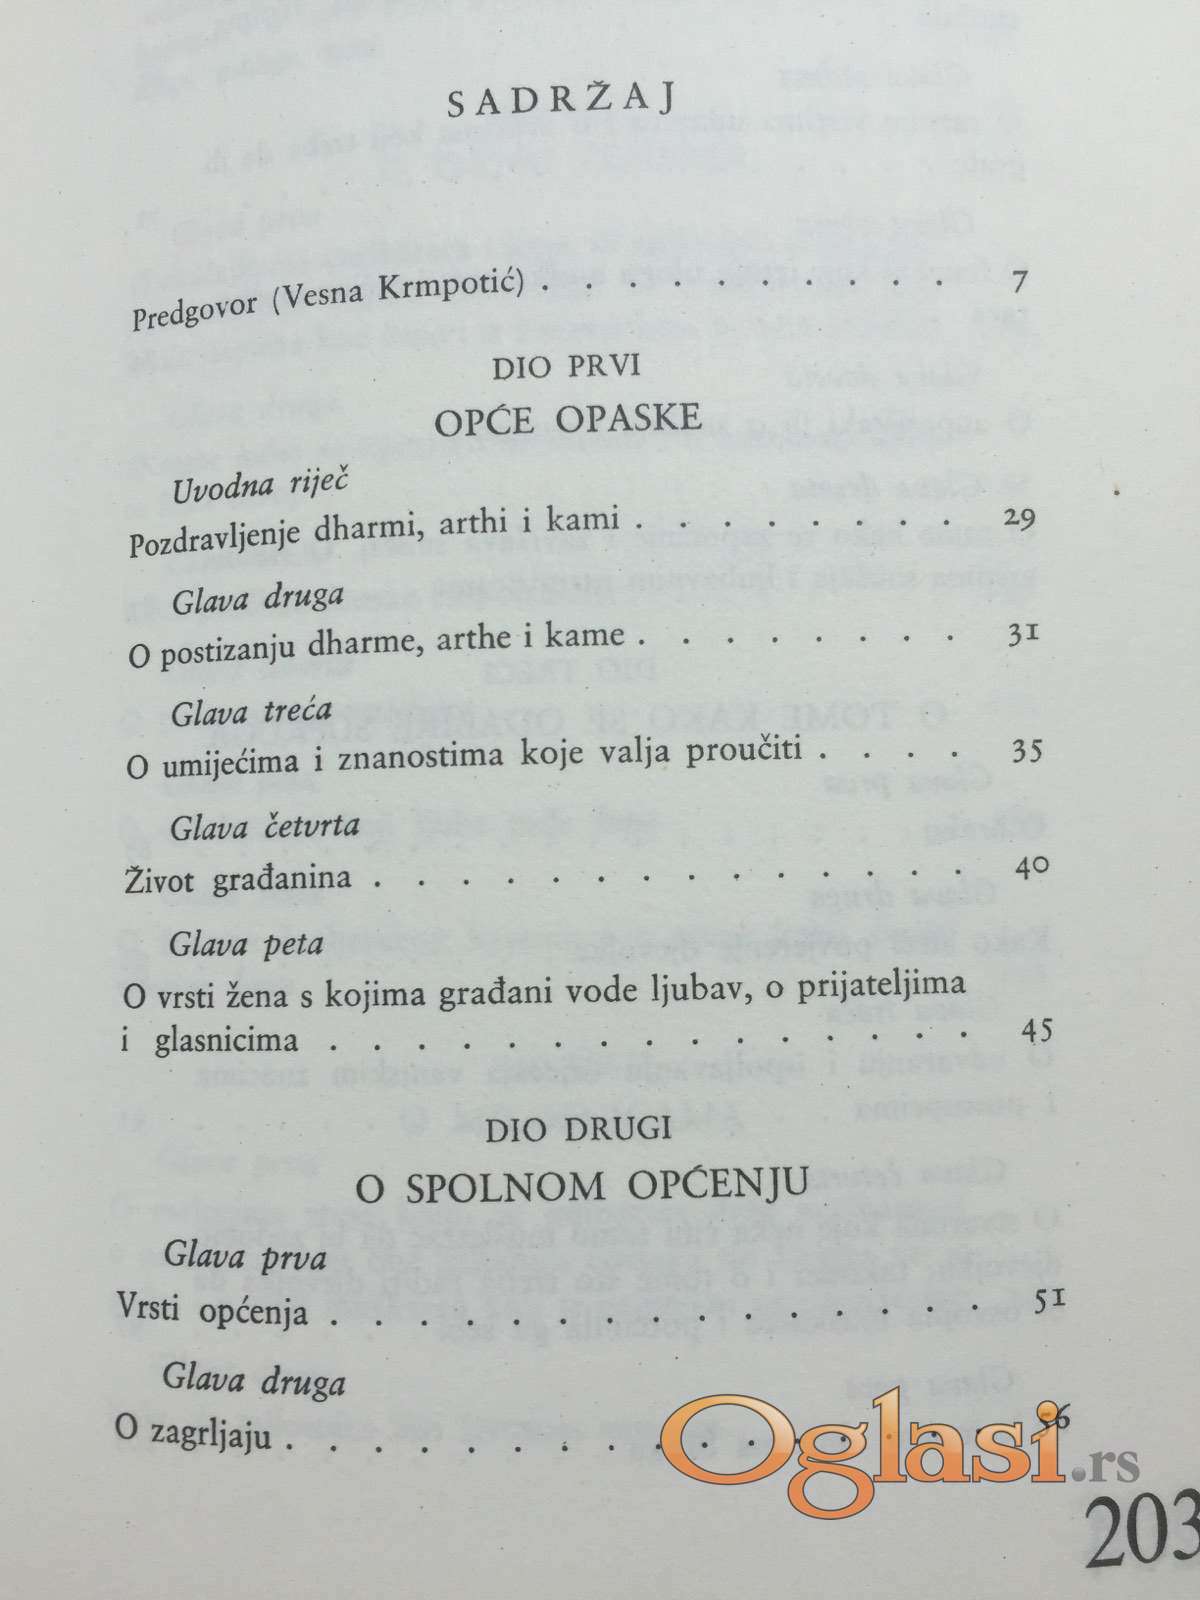 SADRŽAJ
Predgovor (Vesna Krmpotić) . . . . . . . . . . 7
DIO PRVI
OPĆE OPASKE
Uvodna riječ
Pozdravljenje dharmi, arthi i kami . . . . . . . . 29
Glava druga
O postizanju dharme, arthe i kame . . . . . . . . 31
Glava treća
O umijećima i znanostima koje valja proučiti . . . . 35
Glava četvrta
Život građanina . . . . . . . . . . . . . . 40
Glava peta
O vrsti žena s kojima građani vode ljubav, o prijateljima
i glasnicima . . . . . . . . . . . . . . . 45
DIO DRUGI
O SPOLNOM OPĆENJU
Glava prva
Vrsti općenja . . . . . . . . . . . . . . . 51
Glava druga
O zagrljaju . . . . . . . . . . . . . . . . 56
Oglasi.rs
203